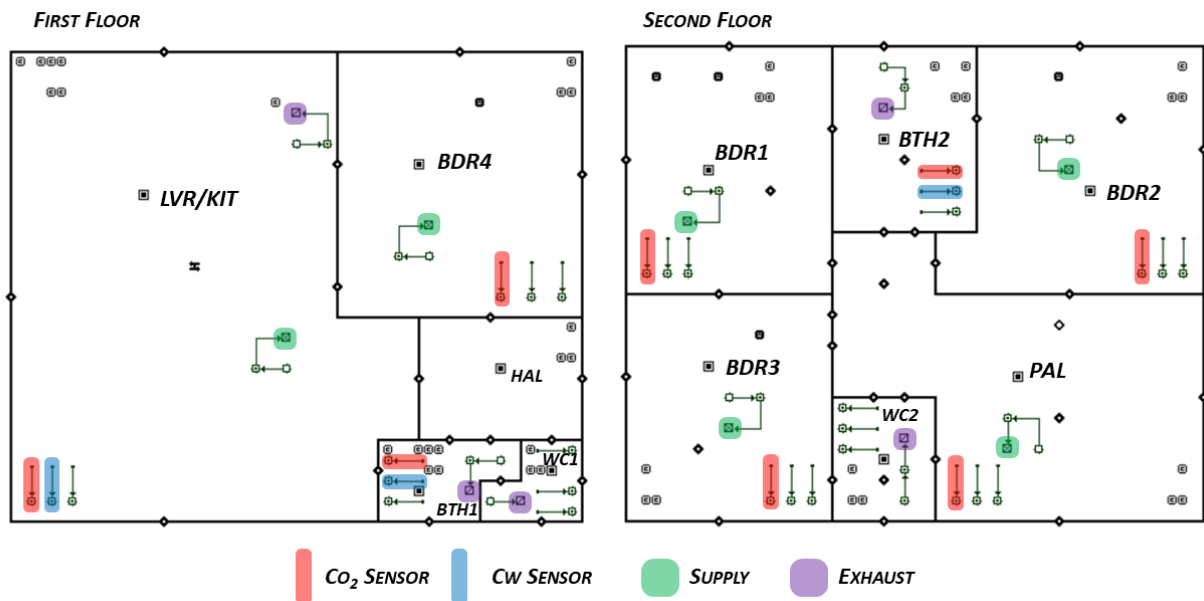 FIRST FLOOR
SECOND FLOOR
LVR/KIT
BDR4
HAL
WC1
BTH1
BDR1
BTH2
BDR2
BDR3
WC2
PAL
CO₂ SENSOR
CW SENSOR
SUPPLY
EXHAUST